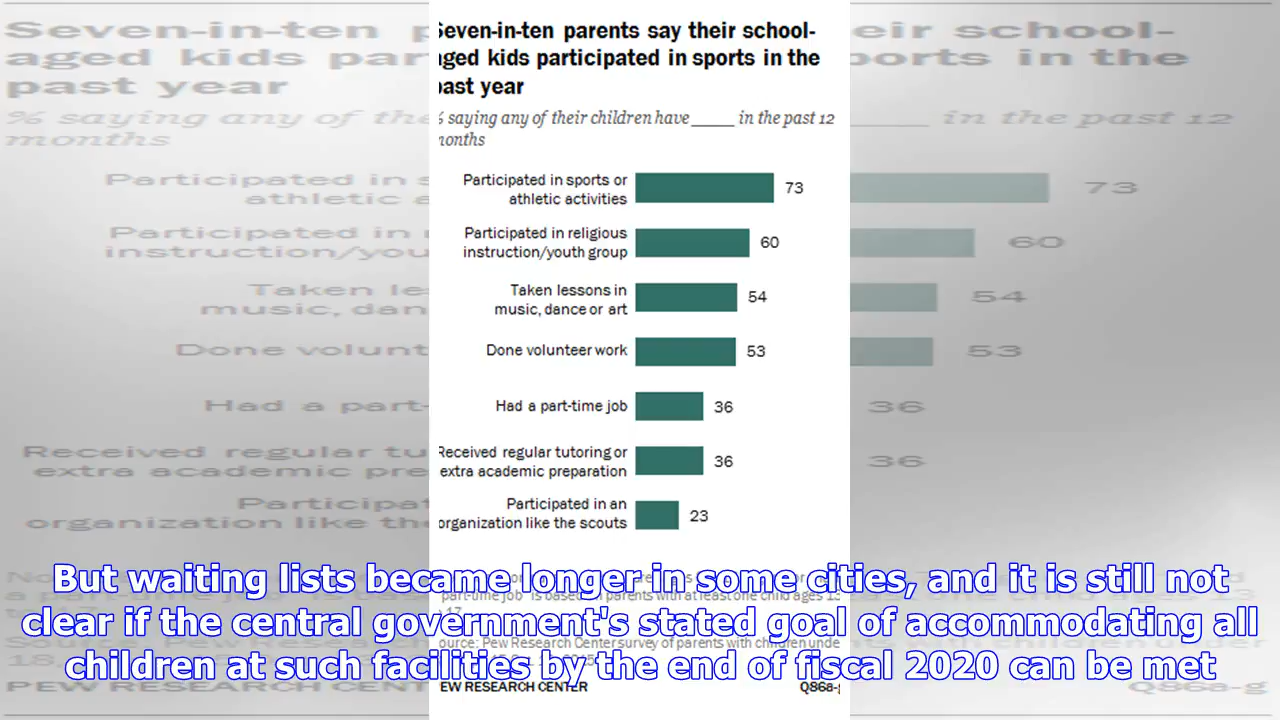 Seven-in-ten parents say their school-
aged kids participated in sports in the
past year
% saying any of their children have _____ in the past 12
months
Participated in sports or
athletic activities
73
Participated in religious
instruction/youth group
60
Taken lessons in
music, dance or art
54
Done volunteer work
53
Had a part-time job
36
Received regular tutoring or
extra academic preparation
36
Participated in an
organization like the scouts
23
But waiting lists became longer in some cities, and it is still not
clear if the central government's stated goal of accommodating all
children at such facilities by the end of fiscal 2020 can be met
PEW RESEARCH CENTER
Q86a-g